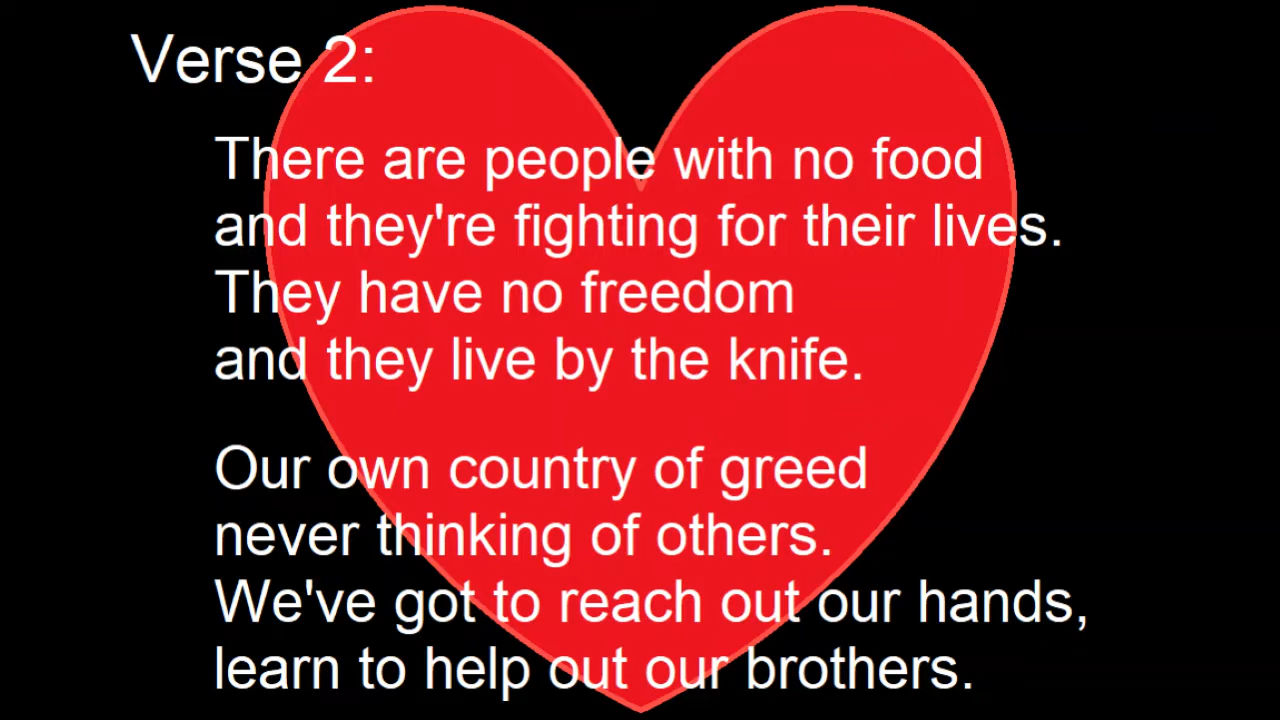 Verse 2:
There are people with no food
and they're fighting for their lives.
They have no freedom
and they live by the knife.
Our own country of greed
never thinking of others.
We've got to reach out our hands,
learn to help out our brothers.